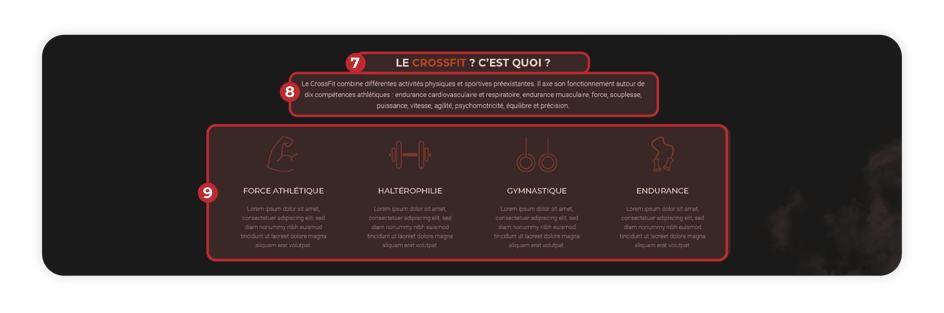 7
LE CROSSFIT ? C'EST QUOI ?
8
Le CrossFit combine différentes activités physiques et sportives préexistantes. Il axe son fonctionnement autour de
dix compétences athlétiques : endurance cardiovasculaire et respiratoire, endurance musculaire, force, souplesse,
puissance, vitesse, agilité, psychomotricité, équilibre et précision.
9
FORCE ATHLÉTIQUE
Lorem ipsum dolor sit amet,
consectetuer adipiscing elit, sed
diam nonummy nibh euismod
tincidunt ut laoreet dolore magna
aliquam erat volutpat
HALTÉROPHILIE
Lorem ipsum dolor sit amet,
consectetuer adipiscing elit, sed
diam nonummy nibh euismod
tincidunt ut laoreet dolore magna
aliquam erat volutpat
GYMNASTIQUE
Lorem ipsum dolor sit amet,
consectetuer adipiscing elit, sed
diam nonummy nibh euismod
tincidunt ut laoreet dolore magna
aliquam erat volutpat
ENDURANCE
Lorem ipsum dolor sit amet,
consectetuer adipiscing elit, sed
diam nonummy nibh euismod
tincidunt ut laoreet dolore magna
aliquam erat volutpat